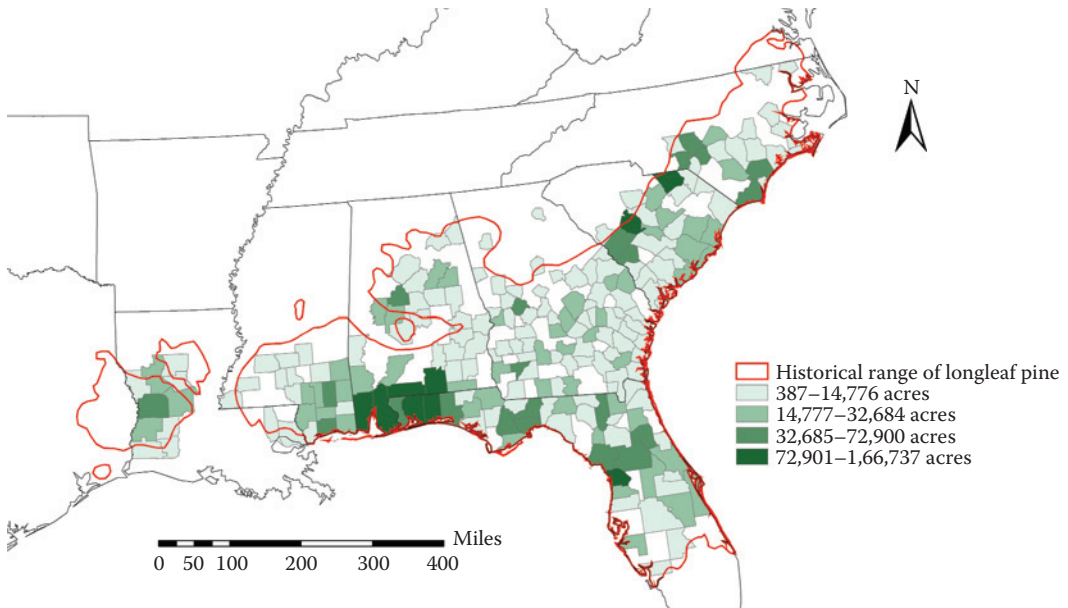 N
Historical range of longleaf pine
387–14,776 acres
14,777–32,684 acres
32,685–72,900 acres
72,901–1,66,737 acres
Miles
0 50 100 200 300 400